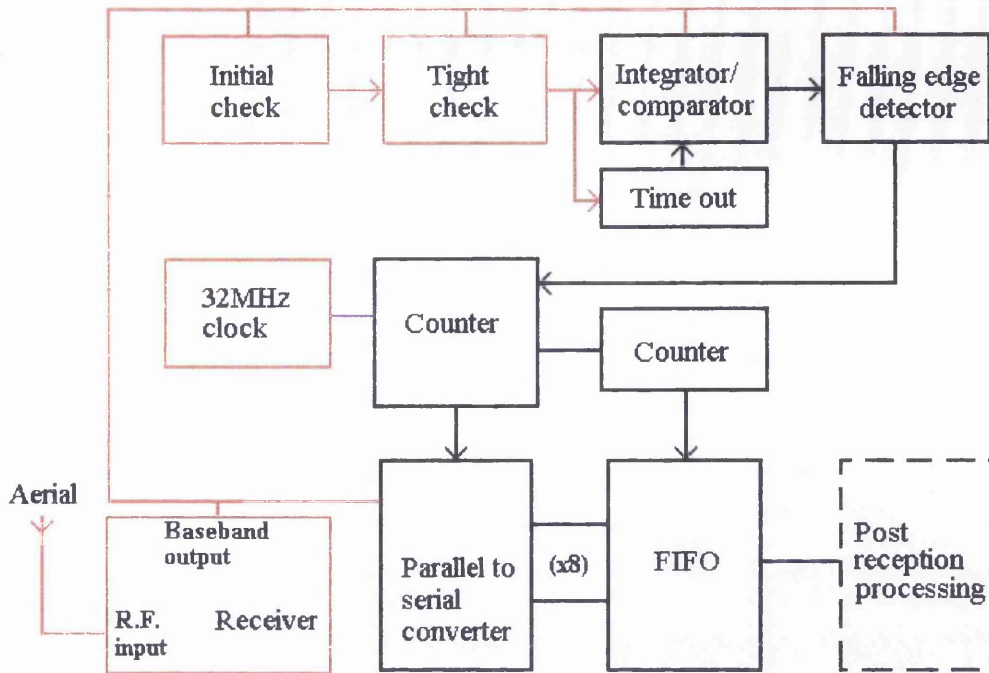 Initial
check
Tight
check
Integrator/
comparator
Falling edge
detector
Time out
32MHz
clock
Counter
Counter
Aerial
Baseband
output
R.F.
input
Receiver
Parallel to
serial
converter
(x8)
FIFO
Post
reception
processing